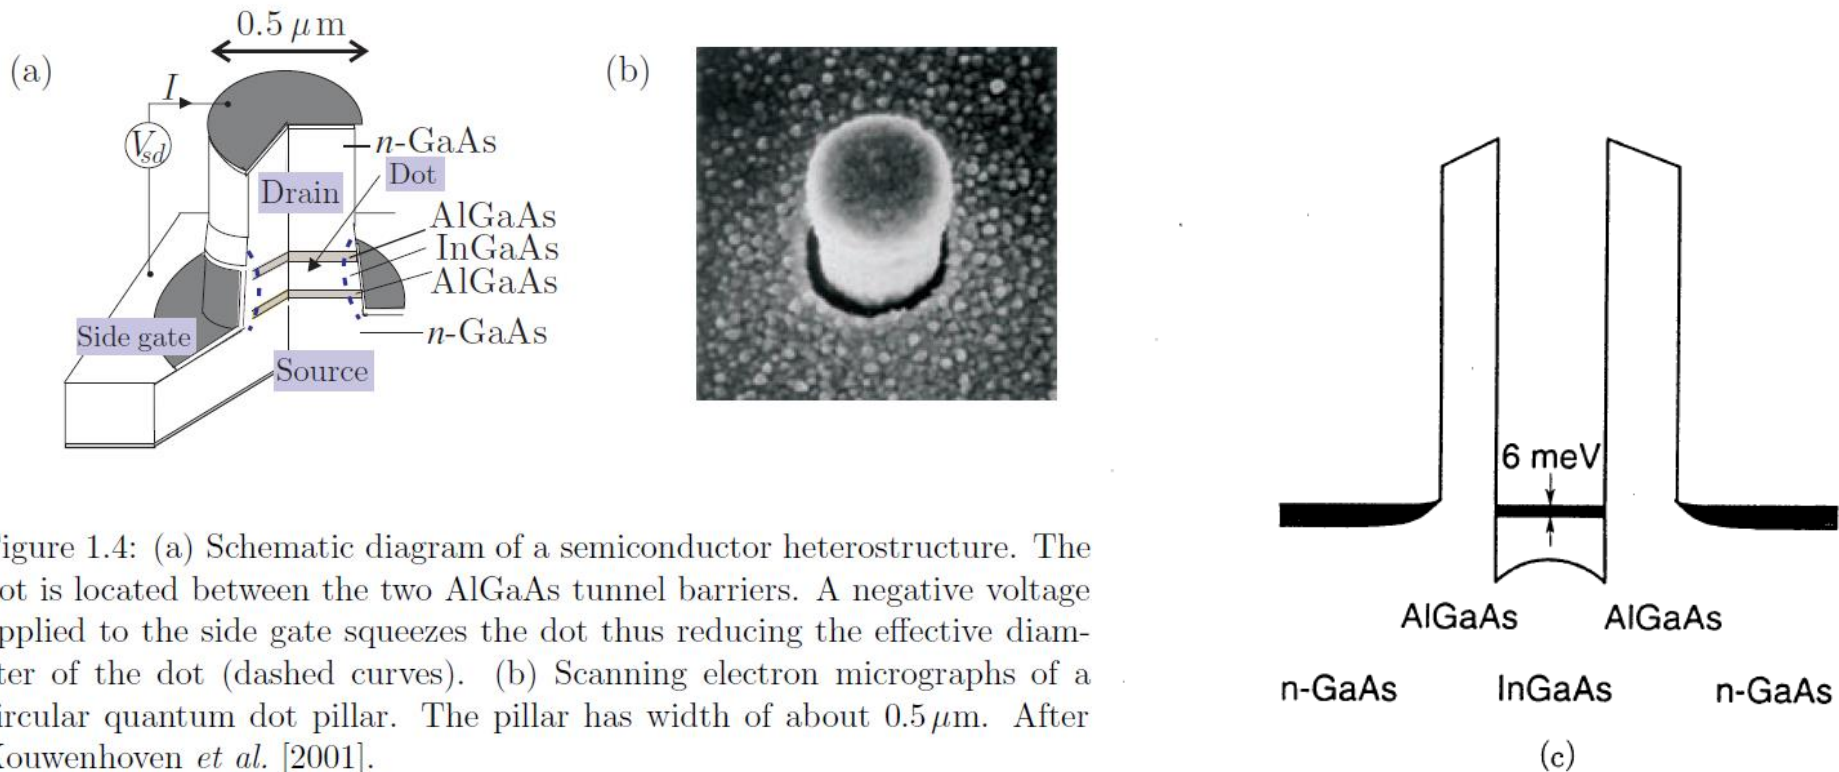 0.5 μm
(a)
I
V_sd
n-GaAs
Dot
Drain
AlGaAs
InGaAs
AlGaAs
Side gate
n-GaAs
Source
(b)
igure 1.4: (a) Schematic diagram of a semiconductor heterostructure. The
ot is located between the two AlGaAs tunnel barriers. A negative voltage
pplied to the side gate squeezes the dot thus reducing the effective diam-
ter of the dot (dashed curves). (b) Scanning electron micrographs of a
ircular quantum dot pillar. The pillar has width of about 0.5 μm. After
Kouwenhoven et al. [2001].
6 meV
AlGaAs AlGaAs
n-GaAs InGaAs n-GaAs
(c)